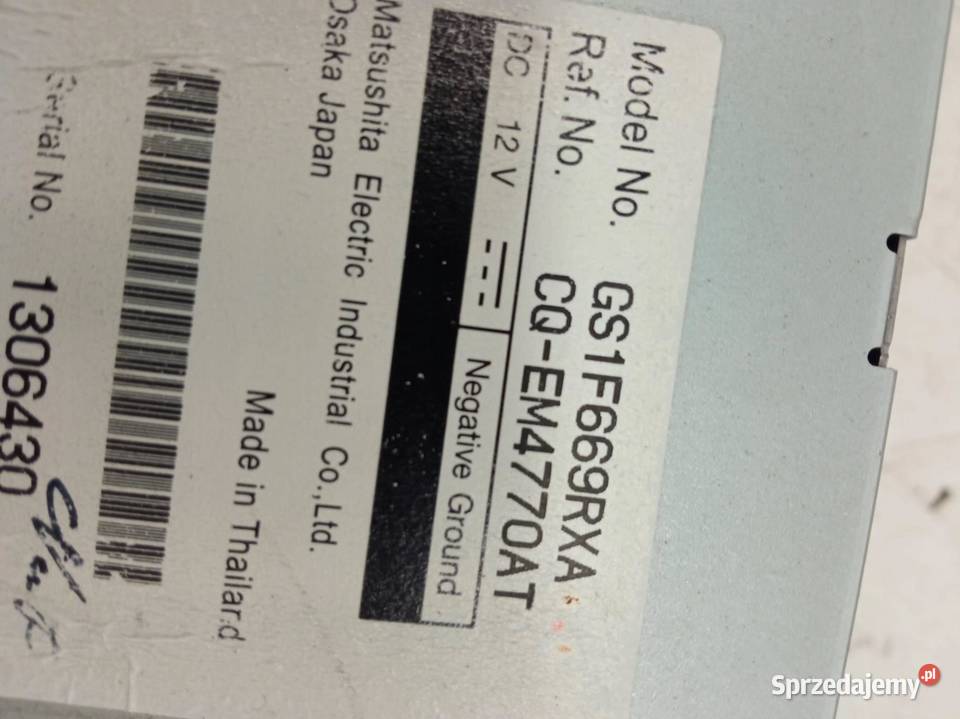 Model No. GS1F669RXA
Ref. No. CQ-EM4770AT
DC 12 V Negative Ground
Matsushita Electric Industrial Co.,Ltd.
Osaka Japan
Made in Thailand
Serial No. 1306430
Sprzedajemy.pl